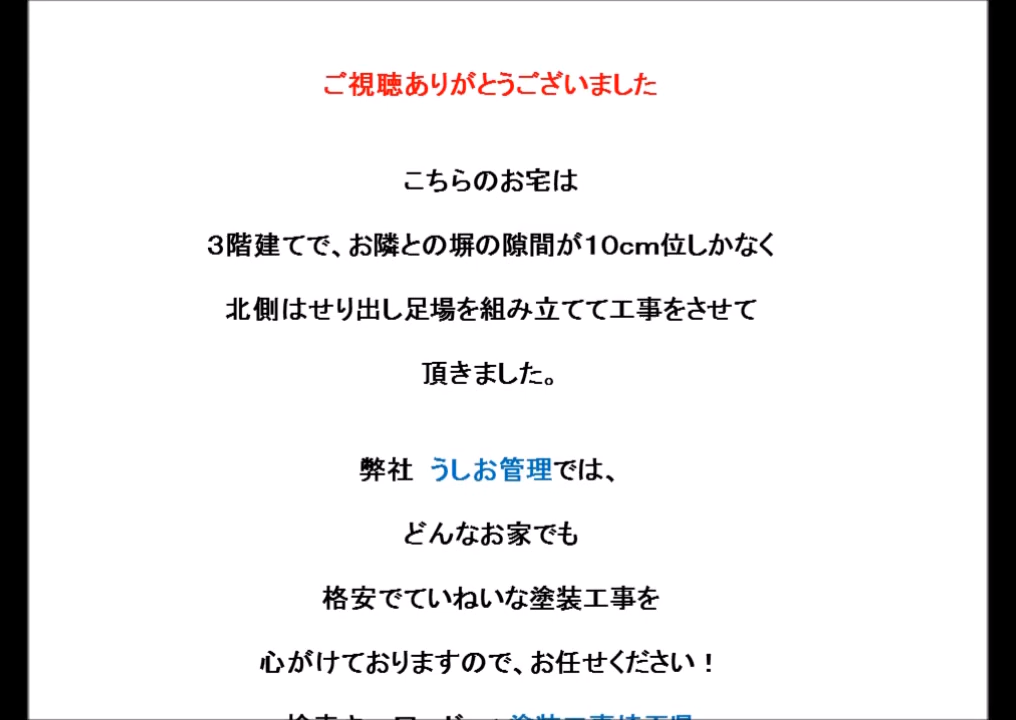 ご視聴ありがとうございました
こちらのお宅は
３階建てで、お隣との塀の隙間が10cm位しかなく
北側はせり出し足場を組み立てて工事をさせて
頂きました。
弊社　うしお管理では、
どんなお家でも
格安でていねいな塗装工事を
心がけておりますので、お任せください！